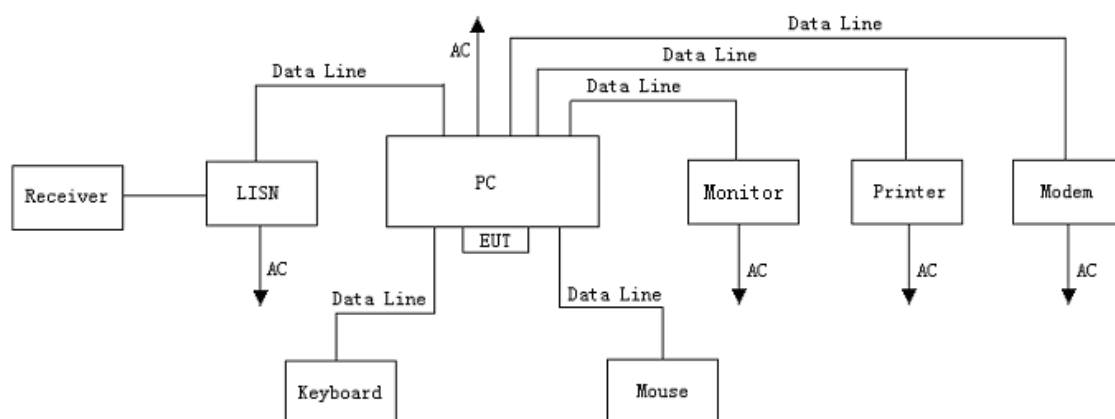 Data Line
AC
Data Line
Data Line
Data Line
Receiver
LISN
PC
Monitor
Printer
Modem
EUT
AC
AC
AC
AC
Data Line
Data Line
Keyboard
Mouse